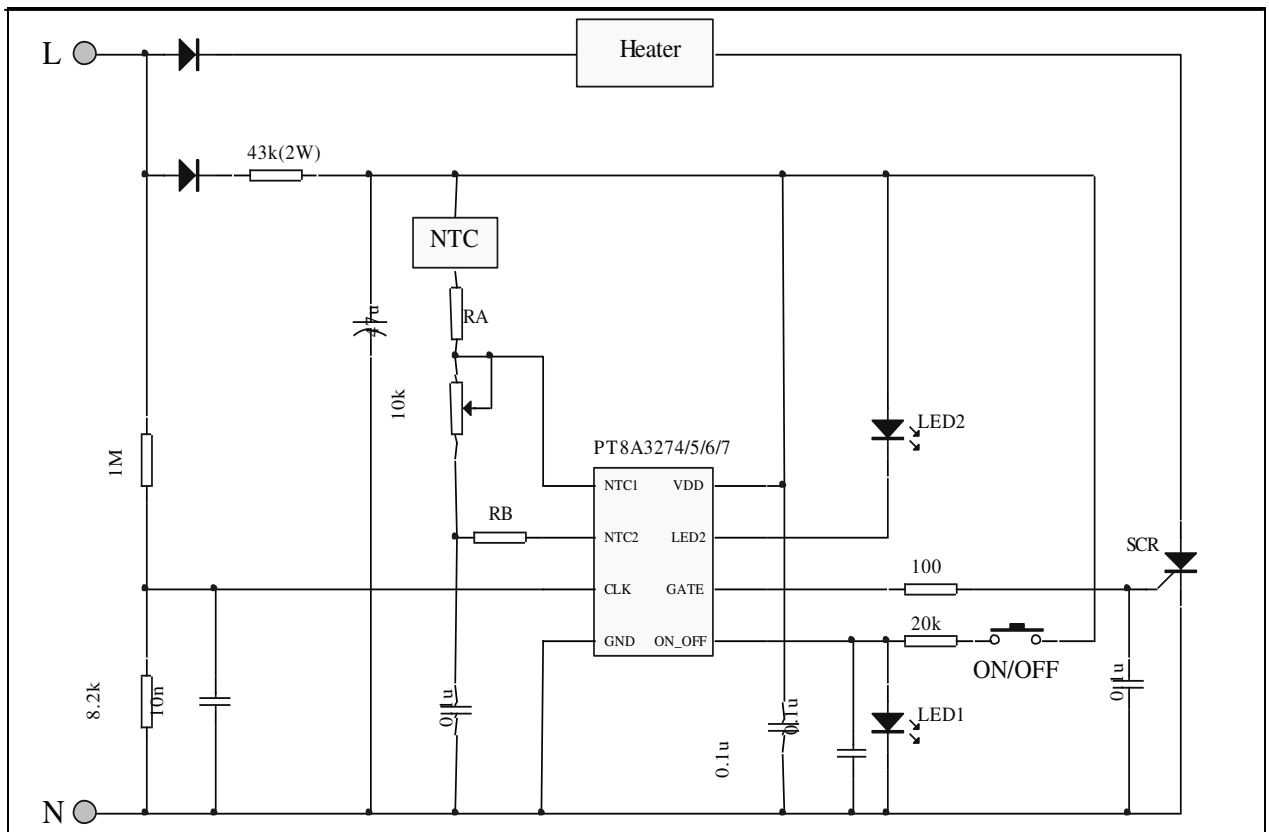 L
Heater
43k(2W)
NTC
47u
RA
10k
LED2
1M
PT8A3274/5/6/7
NTC1
VDD
RB
NTC2
LED2
SCR
100
CLK
GATE
20k
GND
ON_OFF
ON/OFF
8.2k
10n
0.1u
0.1u
0.1u
LED1
0.1u
N